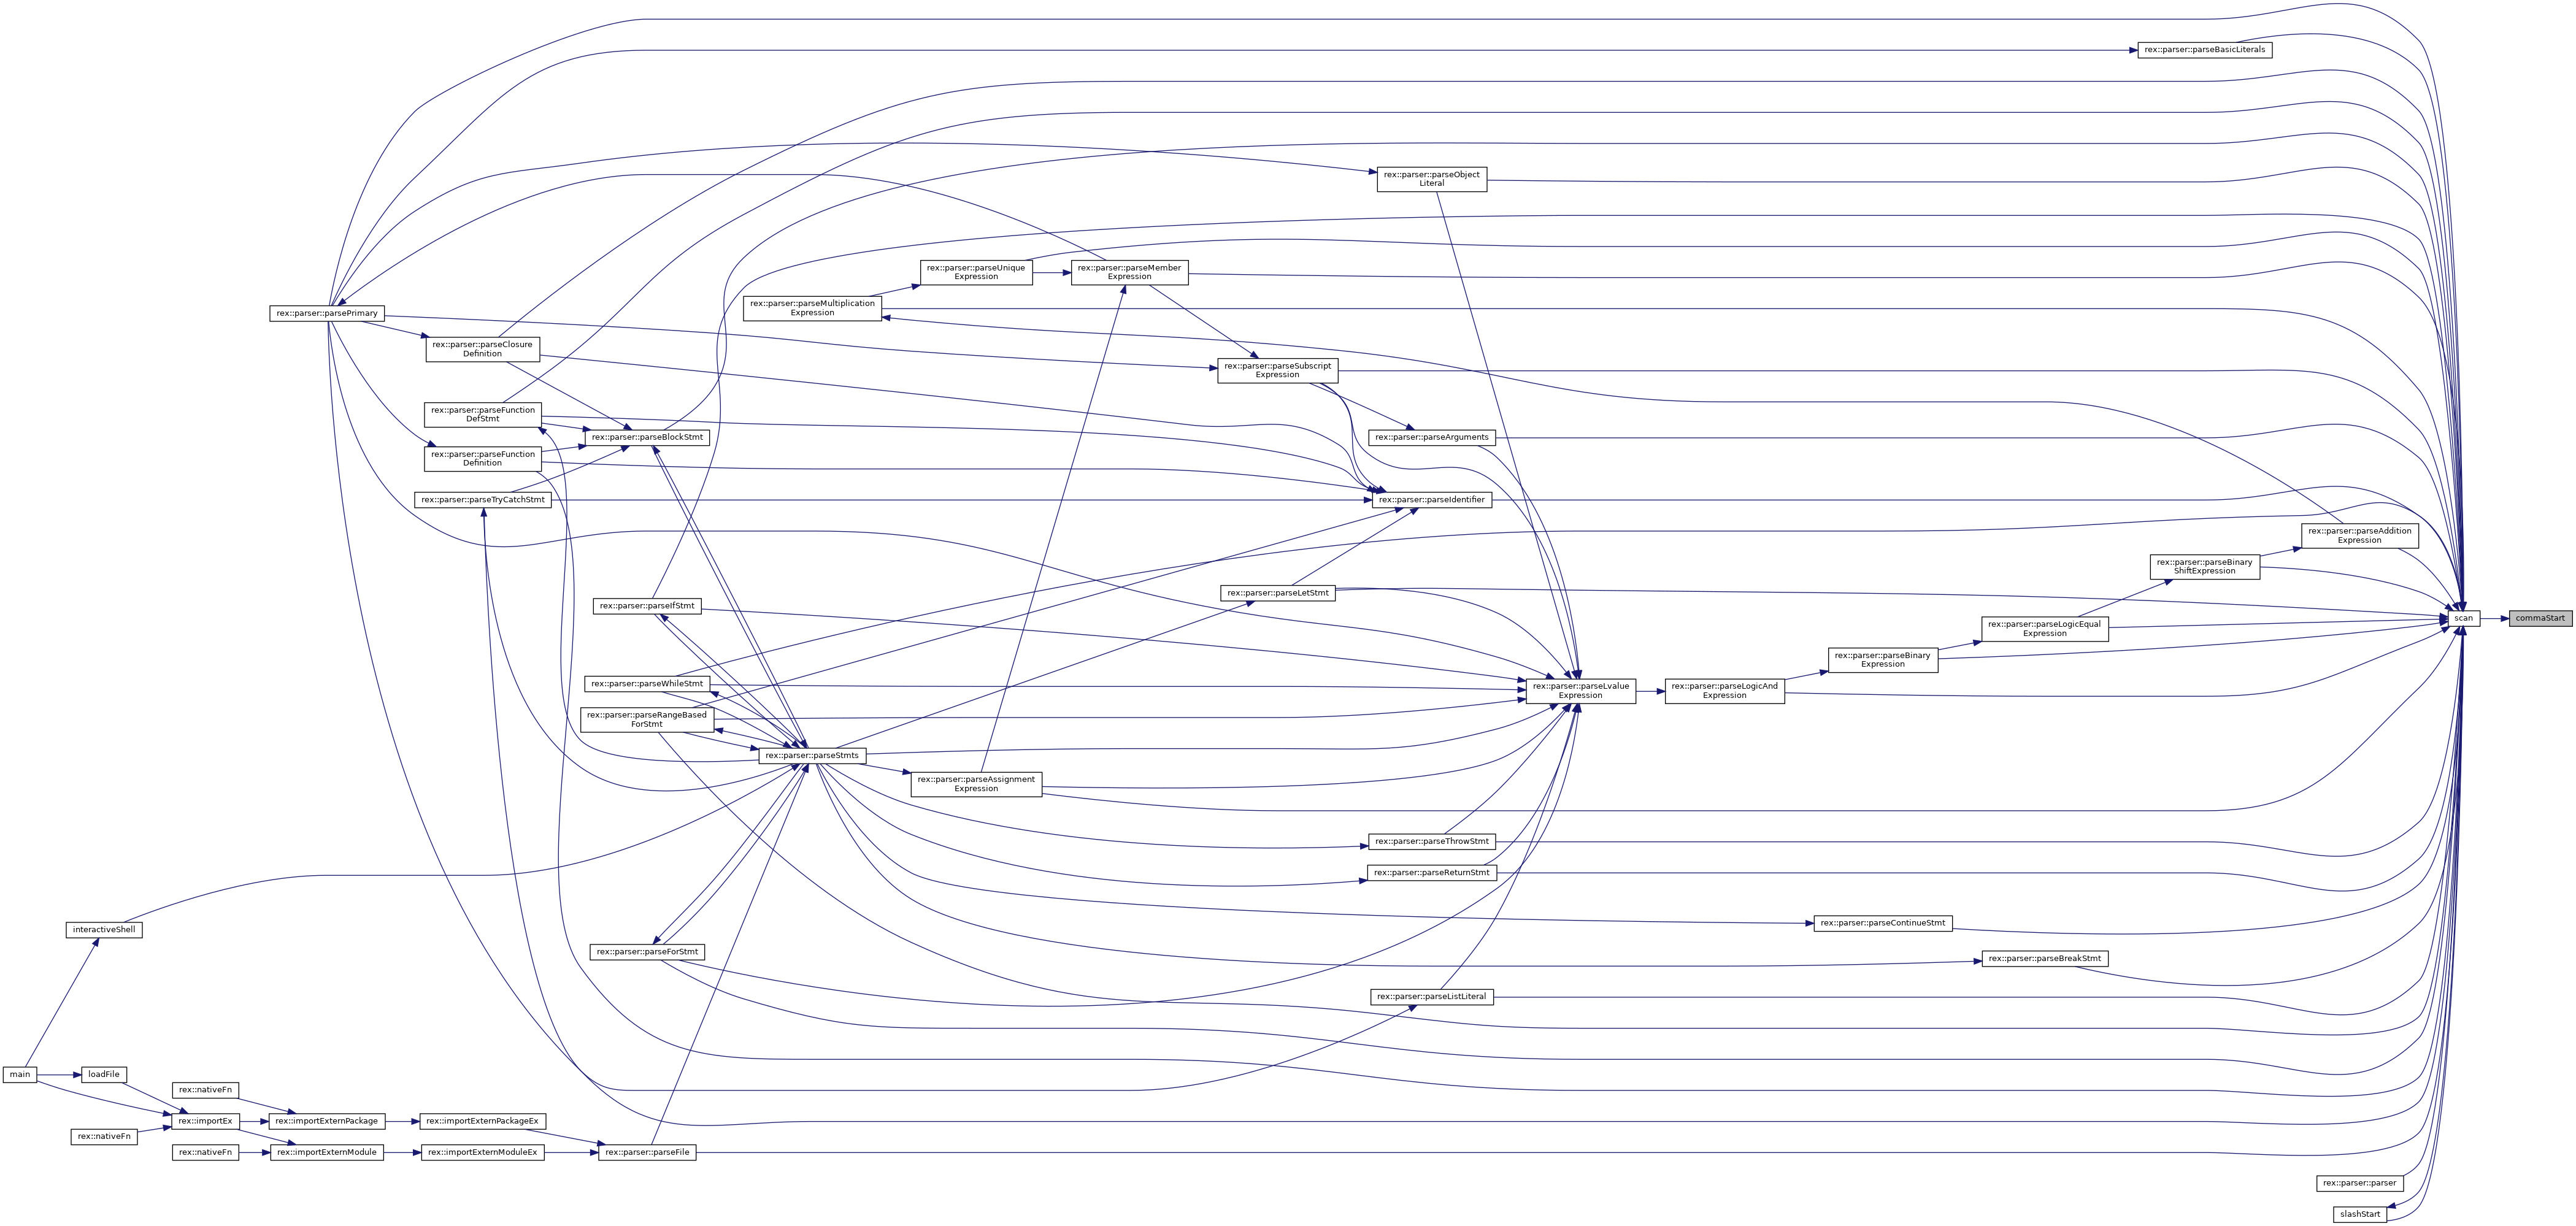 rex::parser::parseBasicLiterals
rex::parser::parseObject
Literal
rex::parser::parseUnique
Expression
rex::parser::parseMember
Expression
rex::parser::parseMultiplication
Expression
rex::parser::parsePrimary
rex::parser::parseClosure
Definition
rex::parser::parseSubscript
Expression
rex::parser::parseFunction
DefStmt
rex::parser::parseBlockStmt
rex::parser::parseArguments
rex::parser::parseFunction
Definition
rex::parser::parseTryCatchStmt
rex::parser::parseIdentifier
rex::parser::parseAddition
Expression
rex::parser::parseBinary
ShiftExpression
rex::parser::parseLetStmt
rex::parser::parseIfStmt
scan
commaStart
rex::parser::parseLogicEqual
Expression
rex::parser::parseBinary
Expression
rex::parser::parseWhileStmt
rex::parser::parseLvalue
Expression
rex::parser::parseLogicAnd
Expression
rex::parser::parseRangeBased
ForStmt
rex::parser::parseStmts
rex::parser::parseAssignment
Expression
rex::parser::parseThrowStmt
rex::parser::parseReturnStmt
interactiveShell
rex::parser::parseContinueStmt
rex::parser::parseForStmt
rex::parser::parseBreakStmt
rex::parser::parseListLiteral
main
loadFile
rex::nativeFn
rex::importEx
rex::importExternPackage
rex::importExternPackageEx
rex::nativeFn
rex::nativeFn
rex::importExternModule
rex::importExternModuleEx
rex::parser::parseFile
rex::parser::parser
slashStart